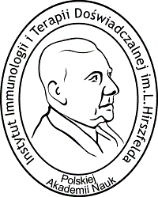 Instytut Immunologii i Terapii Doświadczalnej im. L. Hirszfelda
Polskiej
Akademii Nauk